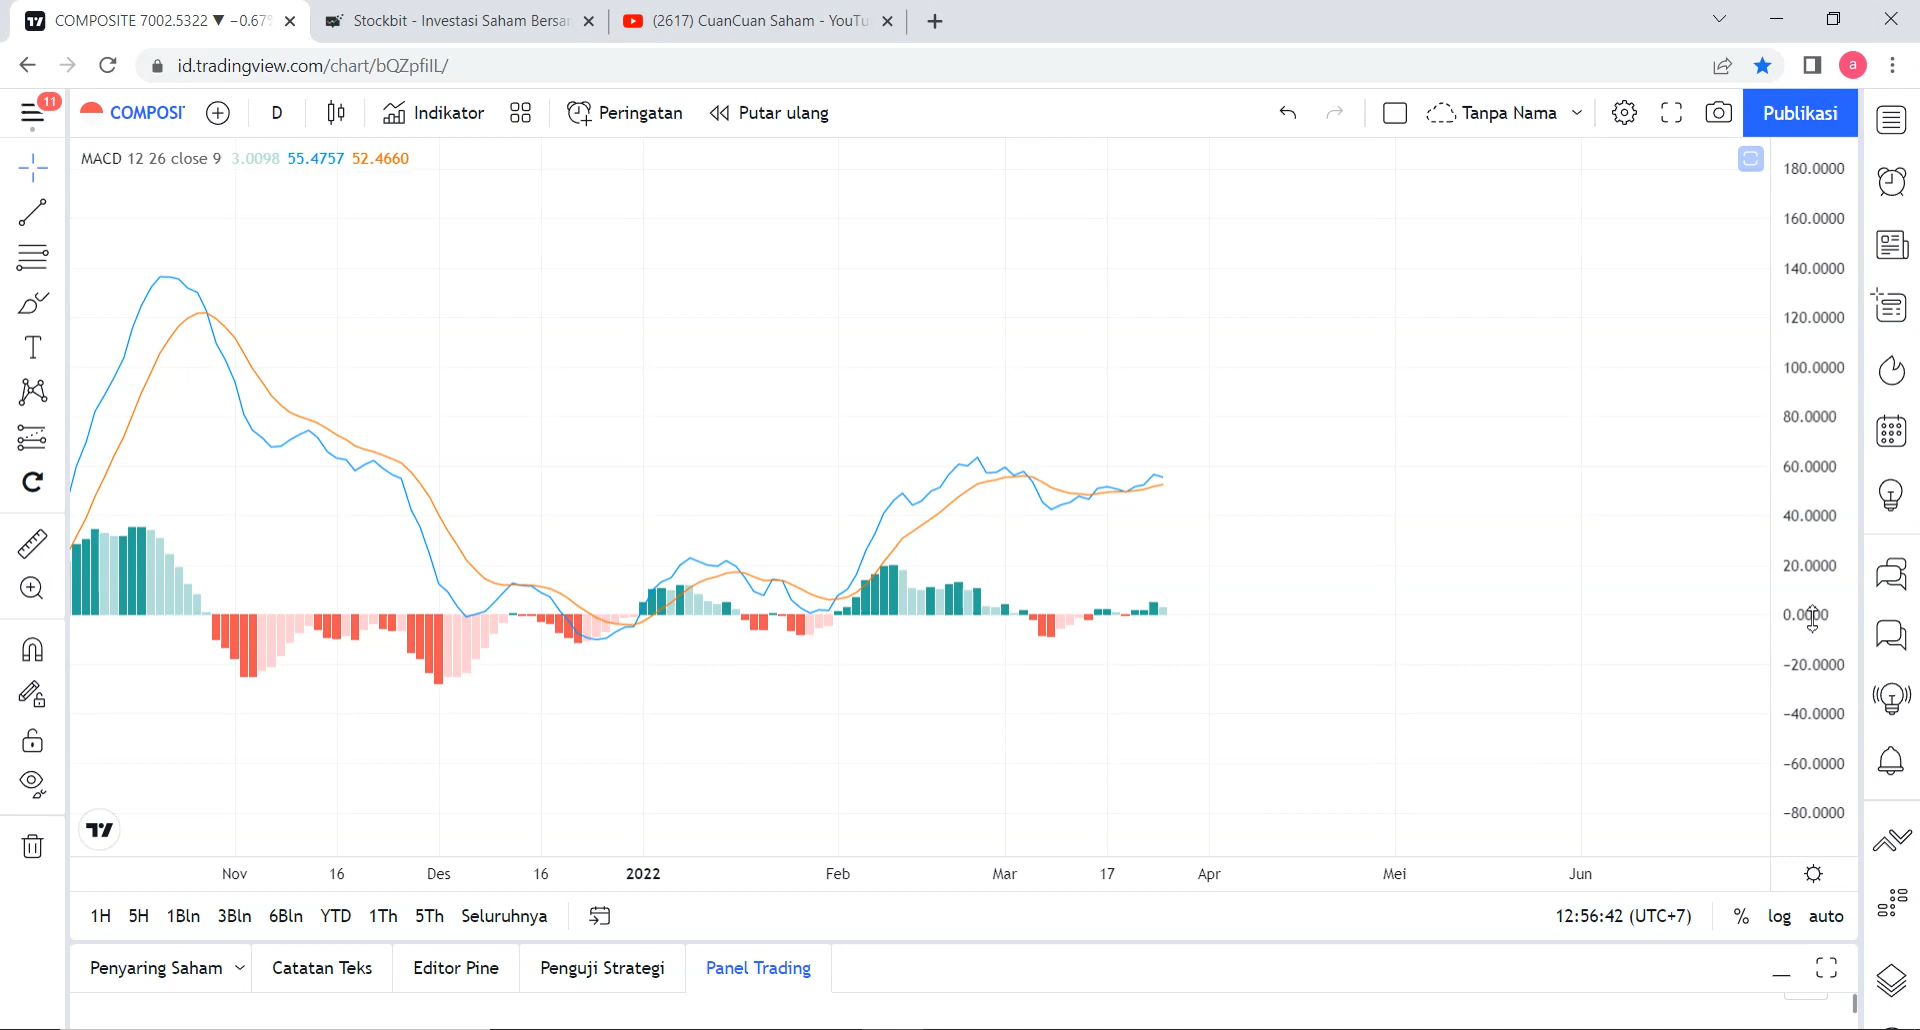 COMPOSITE 7002.5322 ▼ −0.67%
Stockbit - Investasi Saham Bersam
(2617) CuanCuan Saham - YouTu
id.tradingview.com/chart/bQZpfilL/
a
11
COMPOSI
D
Indikator
Peringatan
Putar ulang
Tanpa Nama
Publikasi
MACD 12 26 close 9 3.0098 55.4757 52.4660
180.0000
160.0000
140.0000
120.0000
100.0000
80.0000
60.0000
40.0000
20.0000
0.0000
−20.0000
−40.0000
−60.0000
−80.0000
Nov 16 Des 16 2022 Feb Mar 17 Apr Mei Jun
1H 5H 1Bln 3Bln 6Bln YTD 1Th 5Th Seluruhnya
12:56:42 (UTC+7) % log auto
Penyaring Saham Catatan Teks Editor Pine Penguji Strategi Panel Trading